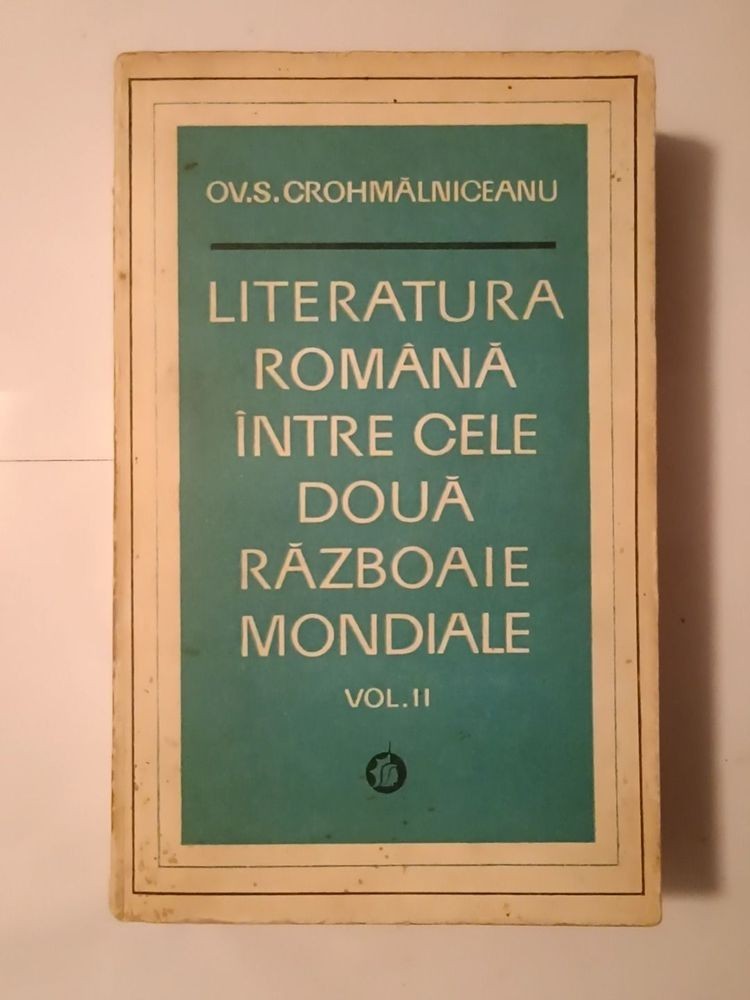 OV.S.CROHMĂLNICEANU
LITERATURA
ROMÂNĂ
ÎNTRE CELE
DOUĂ
RĂZBOAIE
MONDIALE
VOL.II